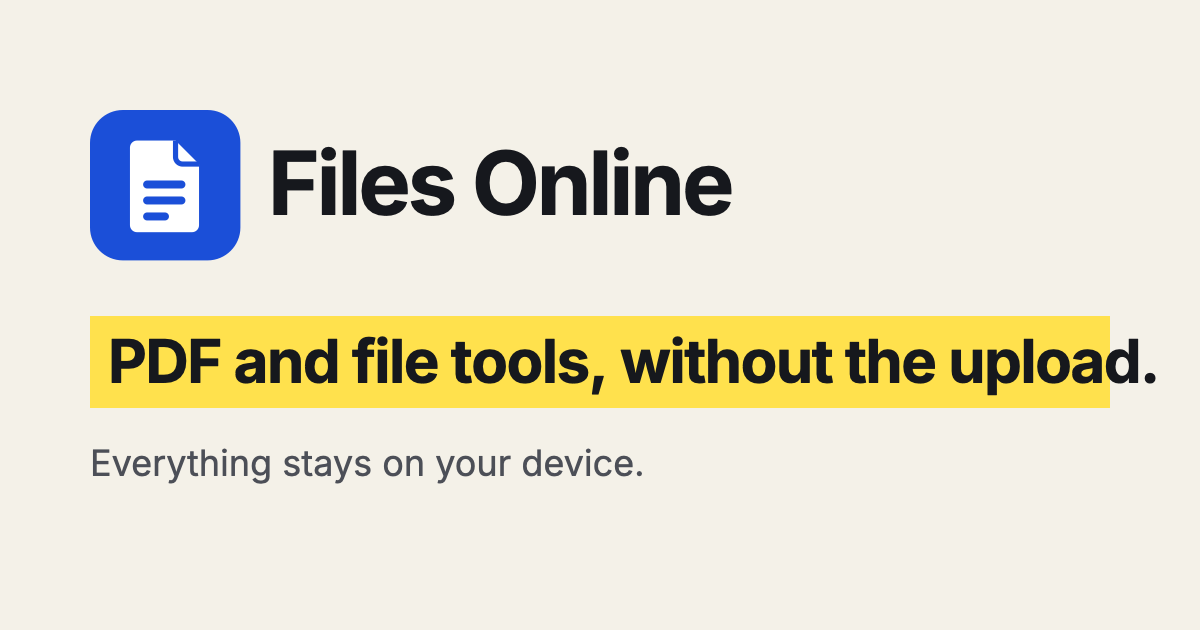 Files Online
PDF and file tools, without the upload.
Everything stays on your device.